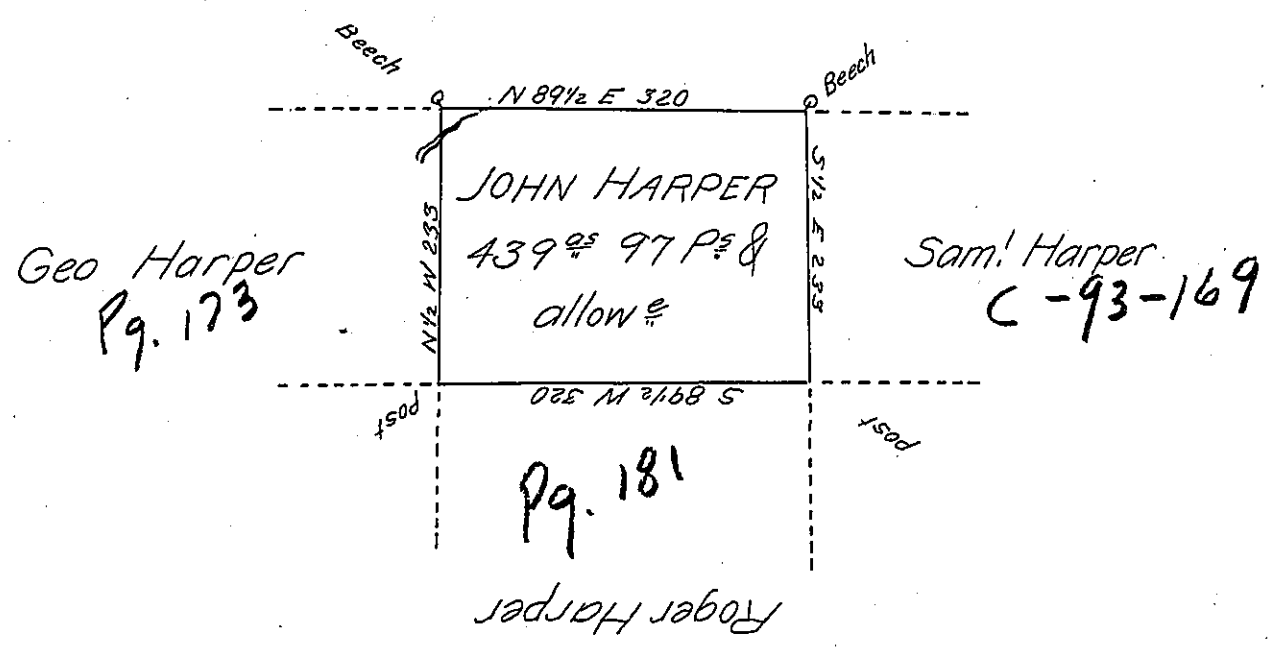 Beech
Beech
N 89½ E 320
S ½ E 233
JOHN HARPER
439 as 97 Ps &
allow e
N ½ W 233
Geo Harper
Pg. 173
Saml Harper
C-93-169
S 89½ W 320
post
post
Pg. 181
Roger Harper